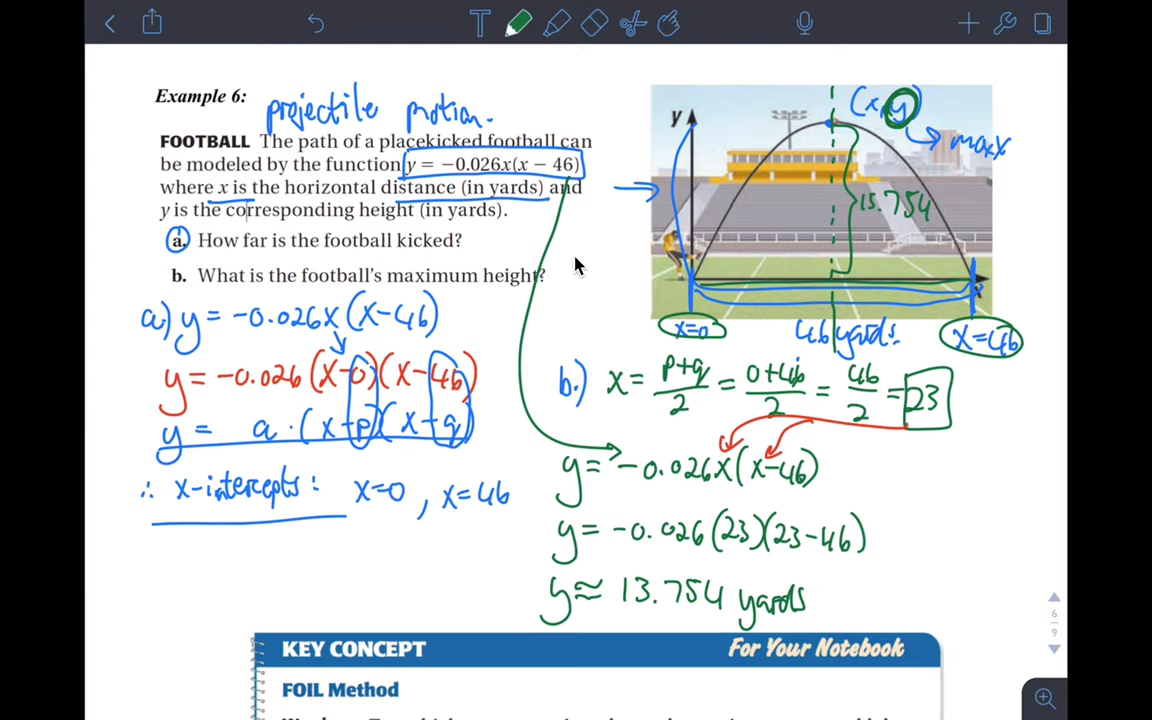 Example 6:
projectile motion.
FOOTBALL The path of a placekicked football can
be modeled by the function y = −0.026x(x − 46)
where x is the horizontal distance (in yards) and
y is the corresponding height (in yards).
a. How far is the football kicked?
b. What is the football's maximum height?
y
(x, y)
max
15.754
x
x=0
46 yards.
x=46
a.) y = -0.026x(x-46)
y = -0.026(x-0)(x-46)
y = a·(x-p)(x-q)
∴ x-intercepts: x=0, x=46
b.) x = p+q/2 = 0+46/2 = 46/2 = 23
y = -0.026x(x-46)
y = -0.026(23)(23-46)
y ≈ 13.754 yards
KEY CONCEPT For Your Notebook
FOIL Method
6
9